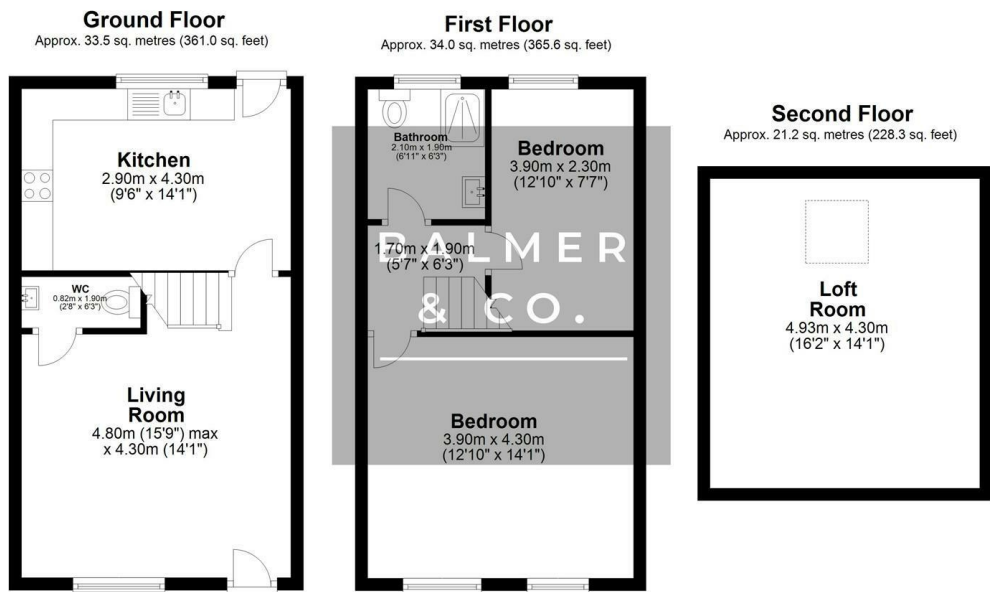 Ground Floor
Approx. 33.5 sq. metres (361.0 sq. feet)
Kitchen
2.90m x 4.30m
(9'6" x 14'1")
WC
0.82m x 1.90m
(2'8" x 6'3")
Living
Room
4.80m (15'9") max
x 4.30m (14'1")
First Floor
Approx. 34.0 sq. metres (365.6 sq. feet)
Bathroom
2.10m x 1.90m
(6'11" x 6'3")
Bedroom
3.90m x 2.30m
(12'10" x 7'7")
1.70m x 1.90m
(5'7" x 6'3")
BALMER
& CO.
Bedroom
3.90m x 4.30m
(12'10" x 14'1")
Second Floor
Approx. 21.2 sq. metres (228.3 sq. feet)
Loft
Room
4.93m x 4.30m
(16'2" x 14'1")